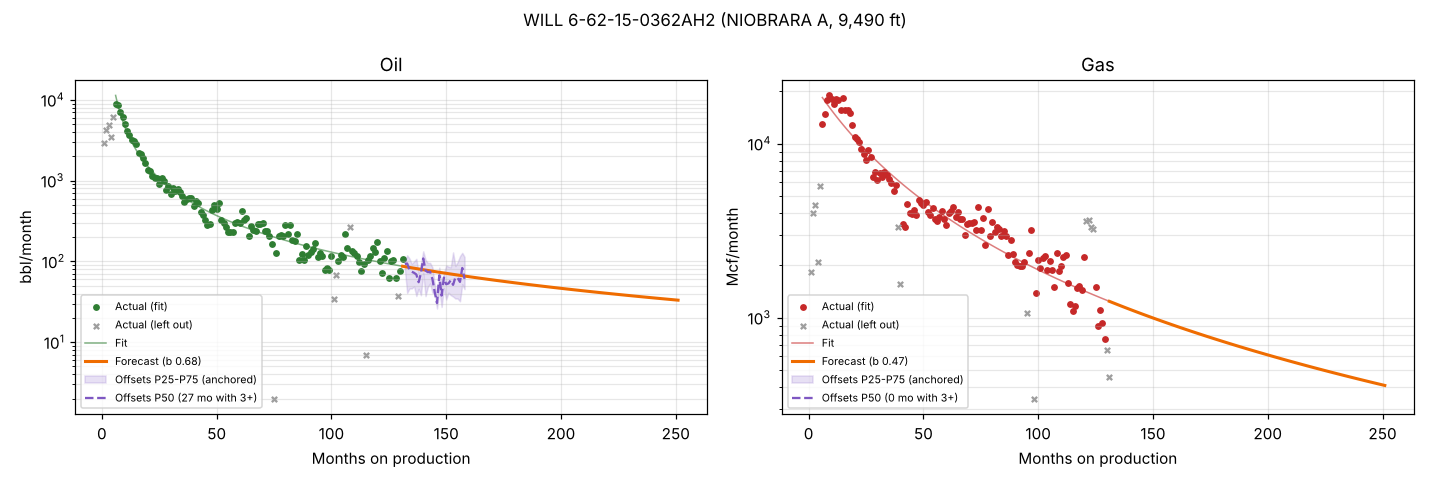 WILL 6-62-15-0362AH2 (NIOBRARA A, 9,490 ft)
Oil
bbl/month
10^4
10^3
10^2
10^1
Actual (fit)
Actual (left out)
Fit
Forecast (b 0.68)
Offsets P25-P75 (anchored)
Offsets P50 (27 mo with 3+)
0 50 100 150 200 250
Months on production
Gas
Mcf/month
10^4
10^3
Actual (fit)
Actual (left out)
Fit
Forecast (b 0.47)
Offsets P25-P75 (anchored)
Offsets P50 (0 mo with 3+)
0 50 100 150 200 250
Months on production